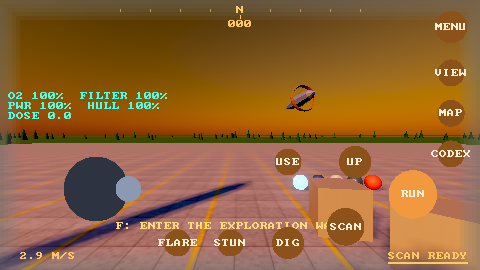 N
000
MENU
VIEW
MAP
CODEX
O2 100% FILTER 100%
PWR 100% HULL 100%
DOSE 0.0
USE
UP
RUN
F: ENTER THE EXPLORATION
SCAN
FLARE
STUN
DIG
2.9 M/S
SCAN READY